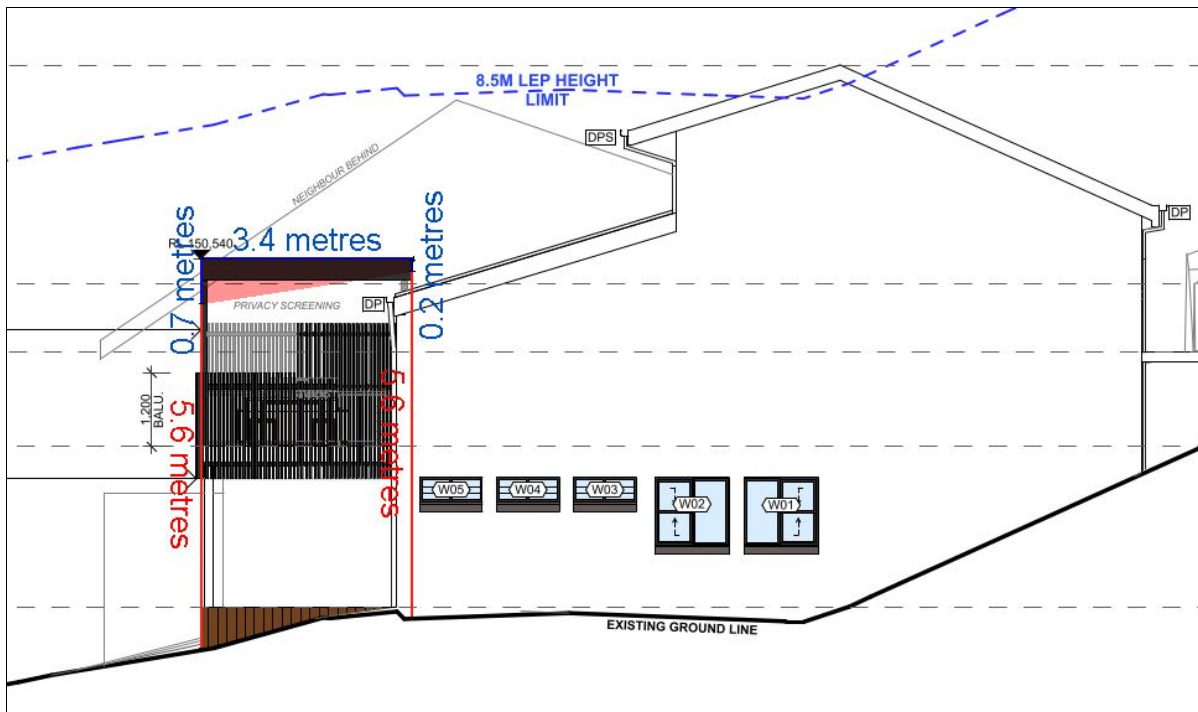 8.5M LEP HEIGHT
LIMIT
DPS
NEIGHBOUR BEHIND
DP
RL 150,540
3.4 metres
0.7 metres
0.2 metres
PRIVACY SCREENING
DP
1,200
BALU.
5.6 metres
5.6 metres
W05
W04
W03
W02
W01
EXISTING GROUND LINE